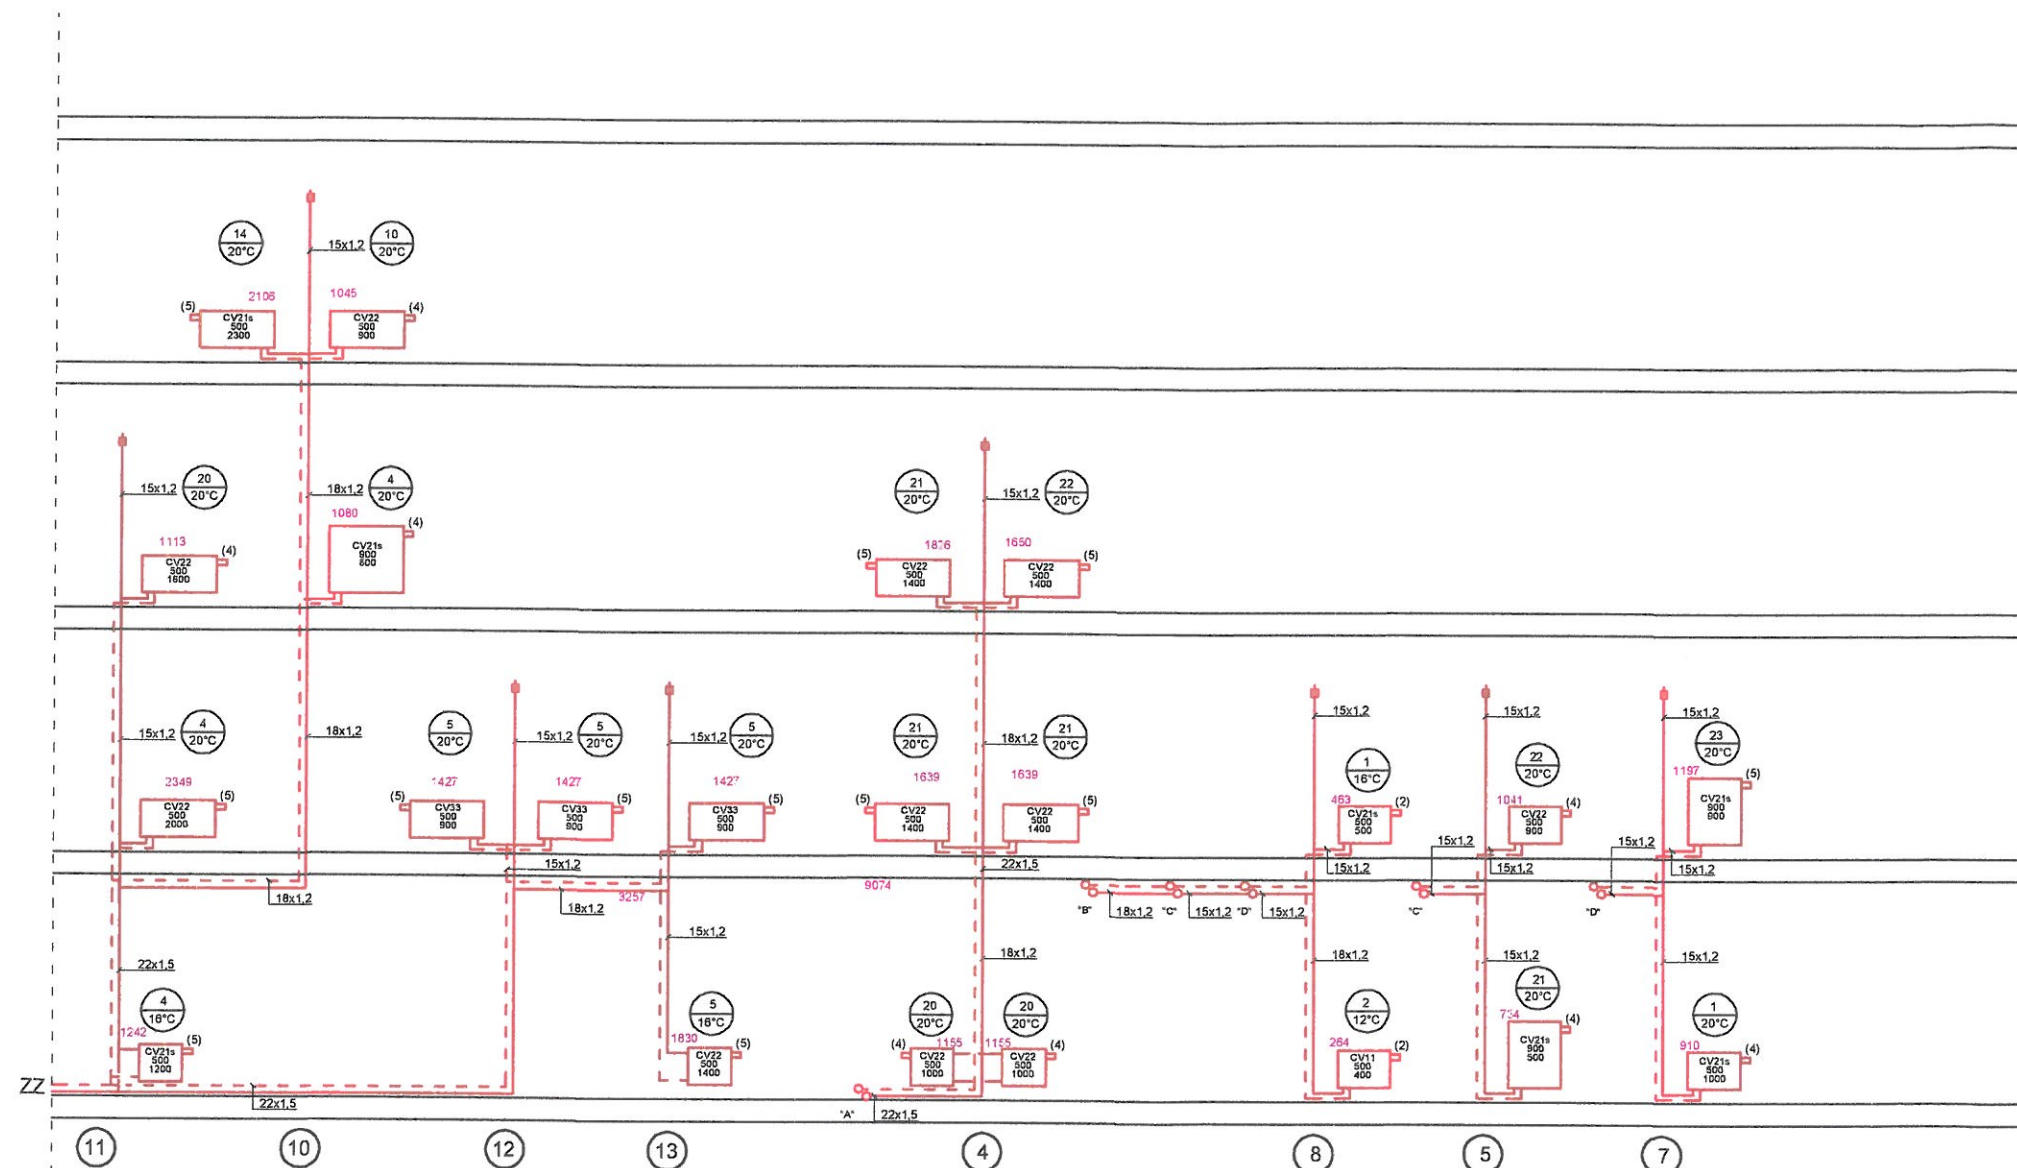 14
20°C
15x1,2
10
20°C
2106
1045
(5)
CV21s
500
2300
CV22
500
900
(4)
15x1,2
20
20°C
18x1,2
4
20°C
1080
(4)
CV21s
900
800
1113
(4)
CV22
500
1600
21
20°C
15x1,2
22
20°C
1650
(5)
CV22
500
1400
CV22
500
1400
(5)
15x1,2
4
20°C
18x1,2
2349
CV22
500
2000
(5)
5
20°C
15x1,2
5
20°C
1427
(5)
CV33
500
900
CV33
500
900
(5)
15x1,2
5
20°C
CV33
500
900
(5)
21
20°C
18x1,2
21
20°C
1639
1639
(5)
CV22
500
1400
CV22
500
1400
(5)
15x1,2
1
16°C
463
CV21s
500
(2)
15x1,2
15x1,2
22
20°C
1041
CV22
500
900
(4)
15x1,2
15x1,2
15x1,2
23
20°C
1197
CV21s
900
(5)
15x1,2
15x1,2
18x1,2
15x1,2
18x1,2
3257
9074
22x1,5
"B"
18x1,2
"C"
15x1,2
"D"
15x1,2
"C"
"D"
22x1,5
15x1,2
18x1,2
18x1,2
15x1,2
15x1,2
4
16°C
1242
CV21s
500
1200
(5)
5
16°C
1830
CV22
500
1400
(5)
20
20°C
20
20°C
1155
1155
(4)
CV22
500
1000
CV22
500
1000
(4)
2
12°C
264
CV11
500
400
(2)
21
20°C
CV21s
900
500
(4)
1
20°C
910
CV21s
500
1000
(4)
ZZ
22x1,5
"A"
22x1,5
11
10
12
13
4
8
5
7